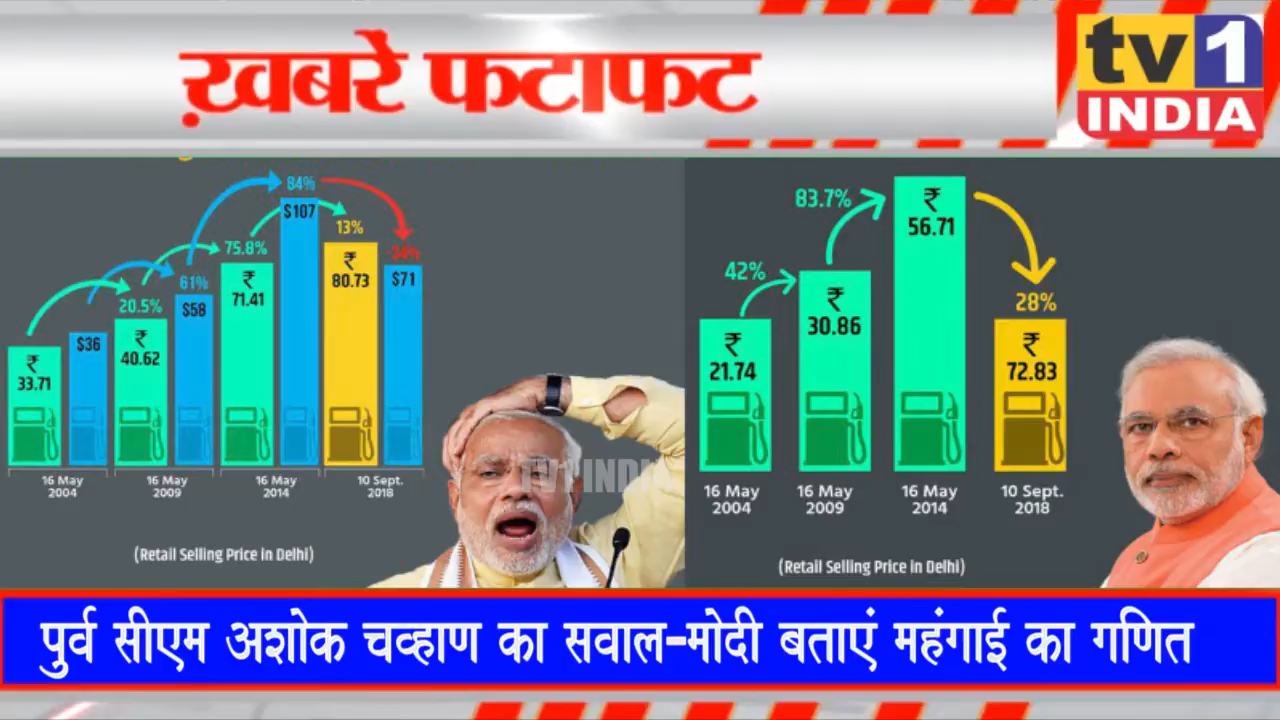 ख़बरें फटाफट
tv1
INDIA
84%
$107
13%
-34%
75.8%
₹
80.73
$71
61%
₹
71.41
20.5%
$58
₹
40.62
$36
₹
33.71
16 May
2004
16 May
2009
16 May
2014
10 Sept.
2018
(Retail Selling Price in Delhi)
TV1 INDIA
83.7%
₹
56.71
42%
28%
₹
30.86
₹
21.74
₹
72.83
16 May
2004
16 May
2009
16 May
2014
10 Sept.
2018
(Retail Selling Price in Delhi)
पुर्व सीएम अशोक चव्हाण का सवाल-मोदी बताएं महंगाई का गणित